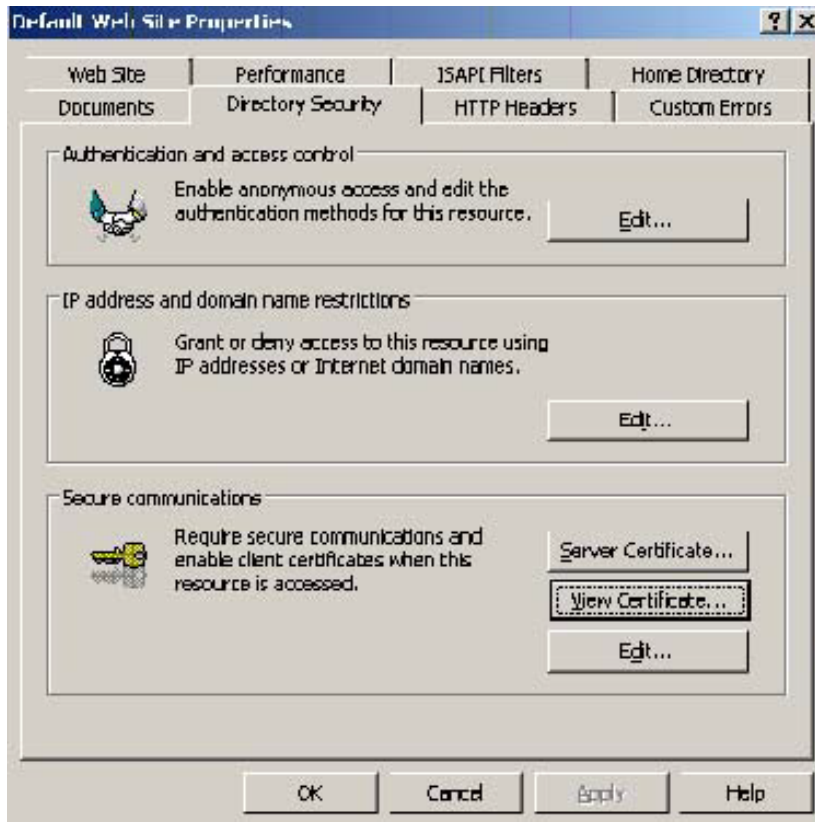 Default Web Site Properties
? X
Web Site Performance ISAPI Filters Home Directory
Documents Directory Security HTTP Headers Custom Errors
Authentication and access control
Enable anonymous access and edit the
authentication methods for this resource.
Edit...
IP address and domain name restrictions
Grant or deny access to this resource using
IP addresses or Internet domain names.
Edit...
Secure communications
Require secure communications and
enable client certificates when this
resource is accessed.
Server Certificate...
View Certificate...
Edit...
OK Cancel Apply Help